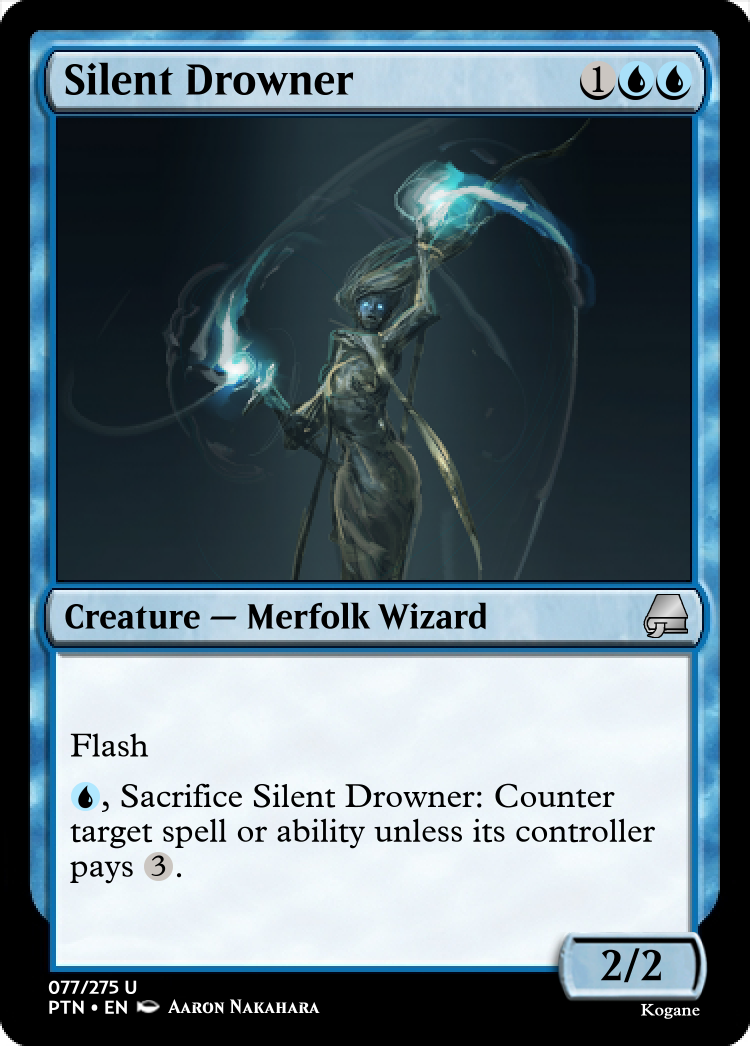 Silent Drowner 1
Creature — Merfolk Wizard
Flash
, Sacrifice Silent Drowner: Counter
target spell or ability unless its controller
pays 3.
2/2
077/275 U
PTN • EN Aaron Nakahara
Kogane